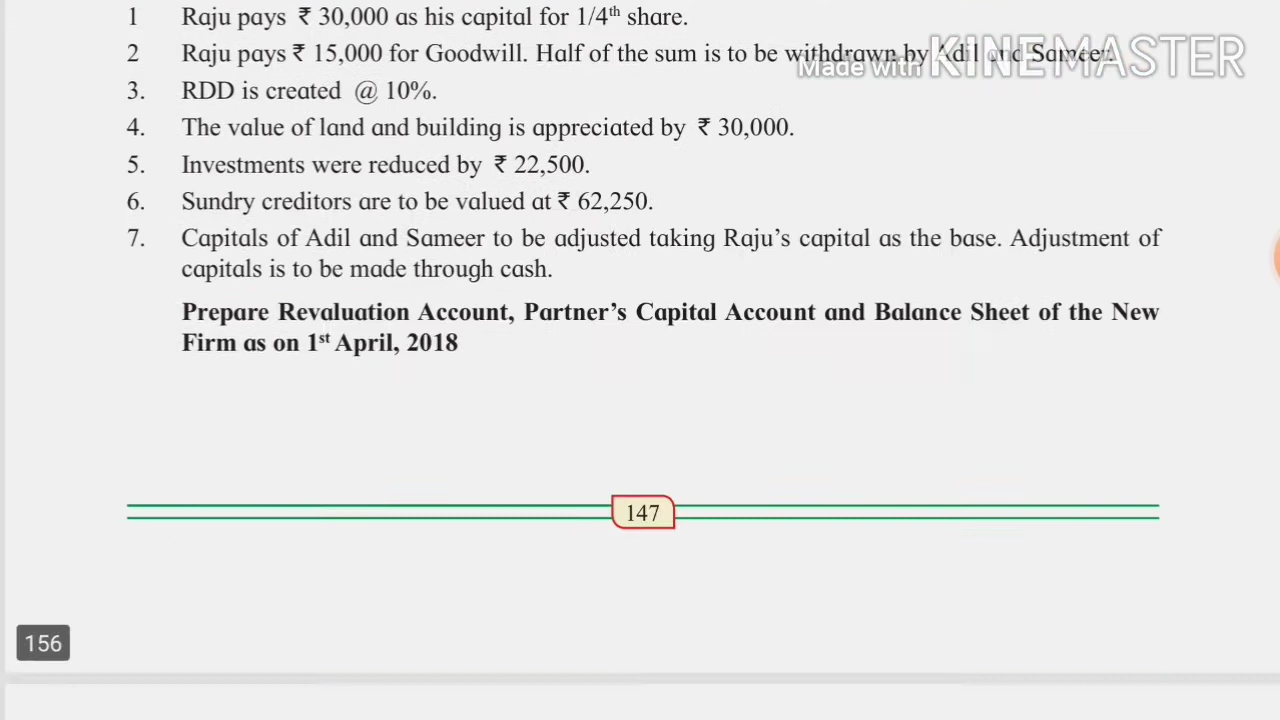 1 Raju pays ₹ 30,000 as his capital for 1/4th share.
2 Raju pays ₹ 15,000 for Goodwill. Half of the sum is to be withdrawn by Adil and Sameer.
Made with KINEMASTER
3. RDD is created @ 10%.
4. The value of land and building is appreciated by ₹ 30,000.
5. Investments were reduced by ₹ 22,500.
6. Sundry creditors are to be valued at ₹ 62,250.
7. Capitals of Adil and Sameer to be adjusted taking Raju's capital as the base. Adjustment of
capitals is to be made through cash.
Prepare Revaluation Account, Partner's Capital Account and Balance Sheet of the New
Firm as on 1st April, 2018
147
156